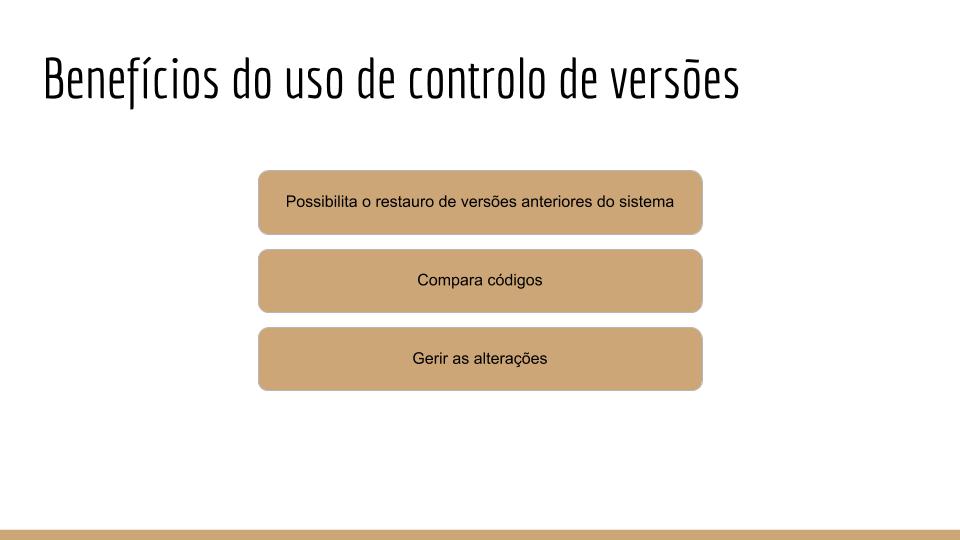 Benefícios do uso de controlo de versões
Possibilita o restauro de versões anteriores do sistema
Compara códigos
Gerir as alterações